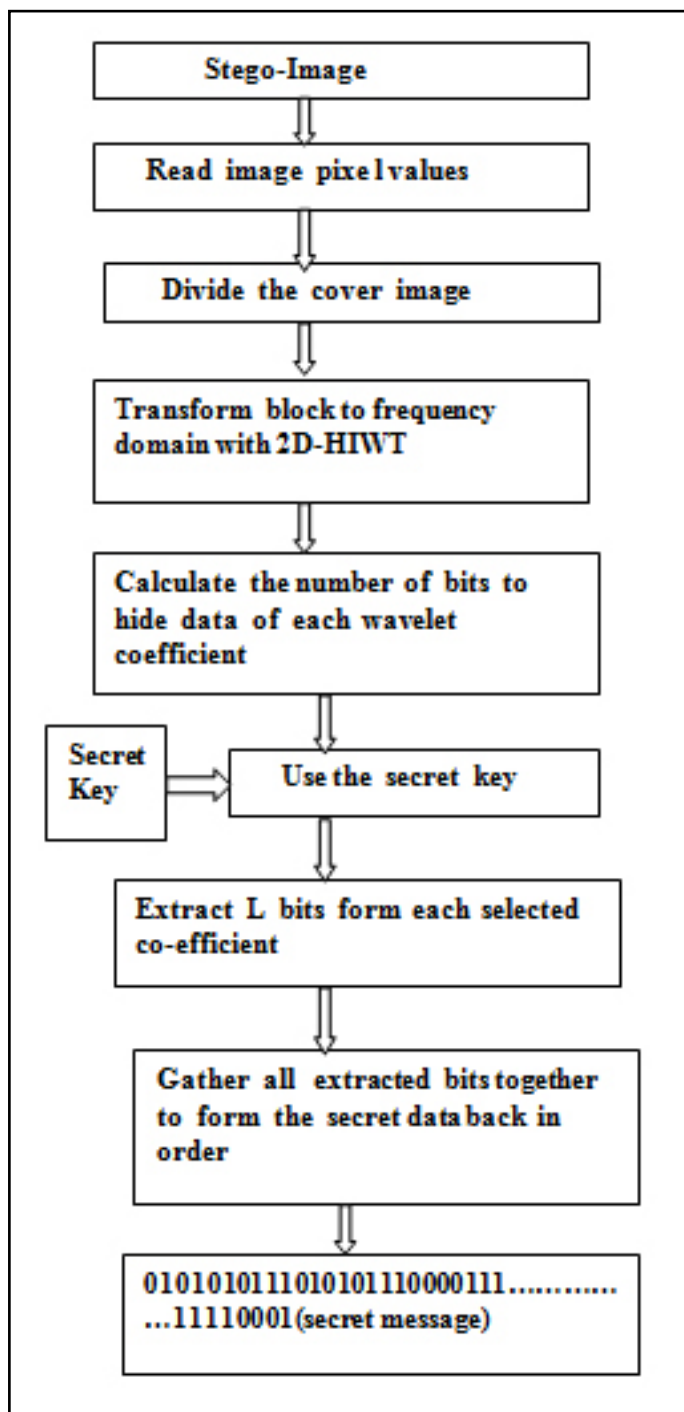 Stego-Image
Read image pixel values
Divide the cover image
Transform block to frequency
domain with 2D-HIWT
Calculate the number of bits to
hide data of each wavelet
coefficient
Secret
Key
Use the secret key
Extract L bits form each selected
co-efficient
Gather all extracted bits together
to form the secret data back in
order
0101010111010101110000111…………
…11110001(secret message)